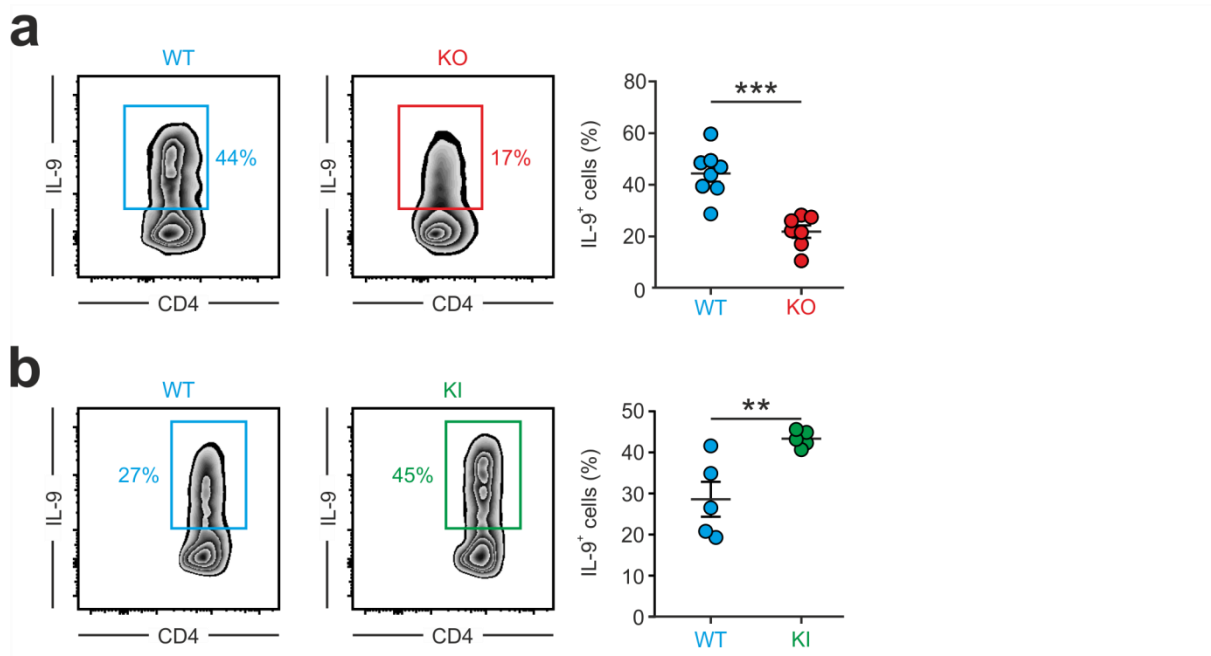 a
WT
KO
IL-9
44%
CD4
IL-9
17%
CD4
IL-9⁺ cells (%)
80
60
40
20
0
***
WT
KO
b
WT
KI
IL-9
27%
CD4
IL-9
45%
CD4
IL-9⁺ cells (%)
50
40
30
20
10
0
**
WT
KI